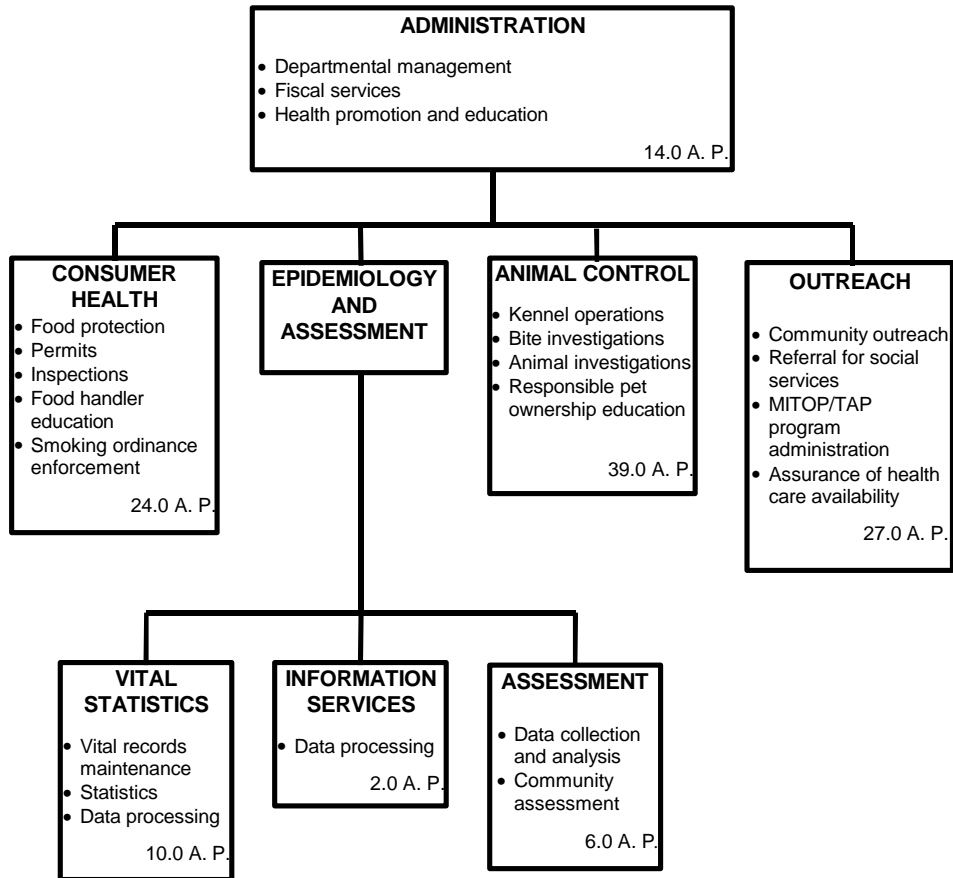 ADMINISTRATION
• Departmental management
• Fiscal services
• Health promotion and education
14.0 A. P.
CONSUMER
HEALTH
• Food protection
• Permits
• Inspections
• Food handler
education
• Smoking ordinance
enforcement
24.0 A. P.
EPIDEMIOLOGY
AND
ASSESSMENT
ANIMAL CONTROL
• Kennel operations
• Bite investigations
• Animal investigations
• Responsible pet
ownership education
39.0 A. P.
OUTREACH
• Community outreach
• Referral for social
services
• MITOP/TAP
program
administration
• Assurance of health
care availability
27.0 A. P.
VITAL
STATISTICS
• Vital records
maintenance
• Statistics
• Data processing
10.0 A. P.
INFORMATION
SERVICES
• Data processing
2.0 A. P.
ASSESSMENT
• Data collection
and analysis
• Community
assessment
6.0 A. P.